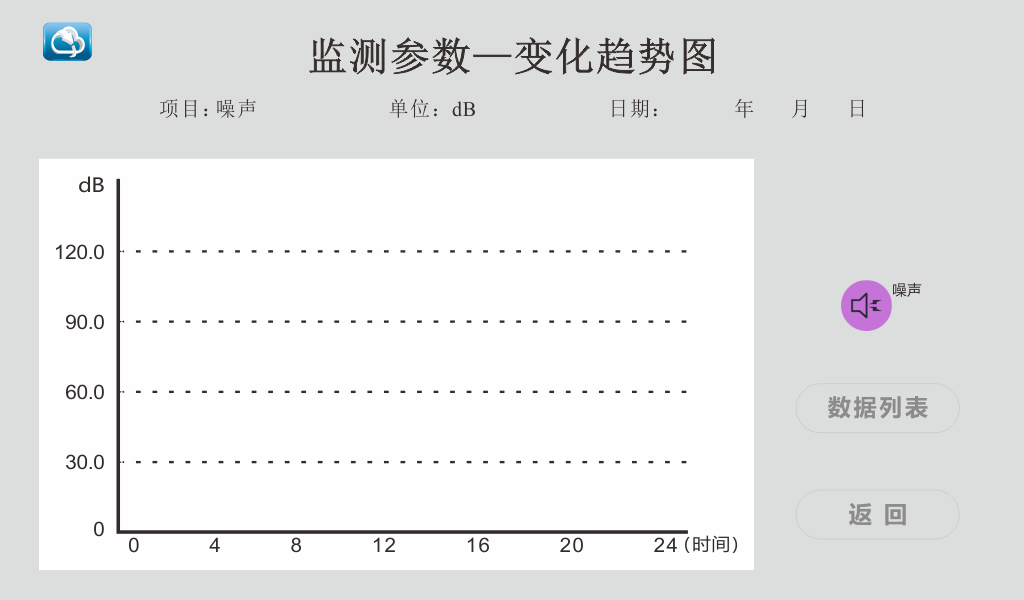 监测参数—变化趋势图
项目：噪声 单位：dB 日期： 年 月 日
dB
120.0
90.0
60.0
30.0
0
0 4 8 12 16 20 24（时间）
噪声
数据列表
返 回